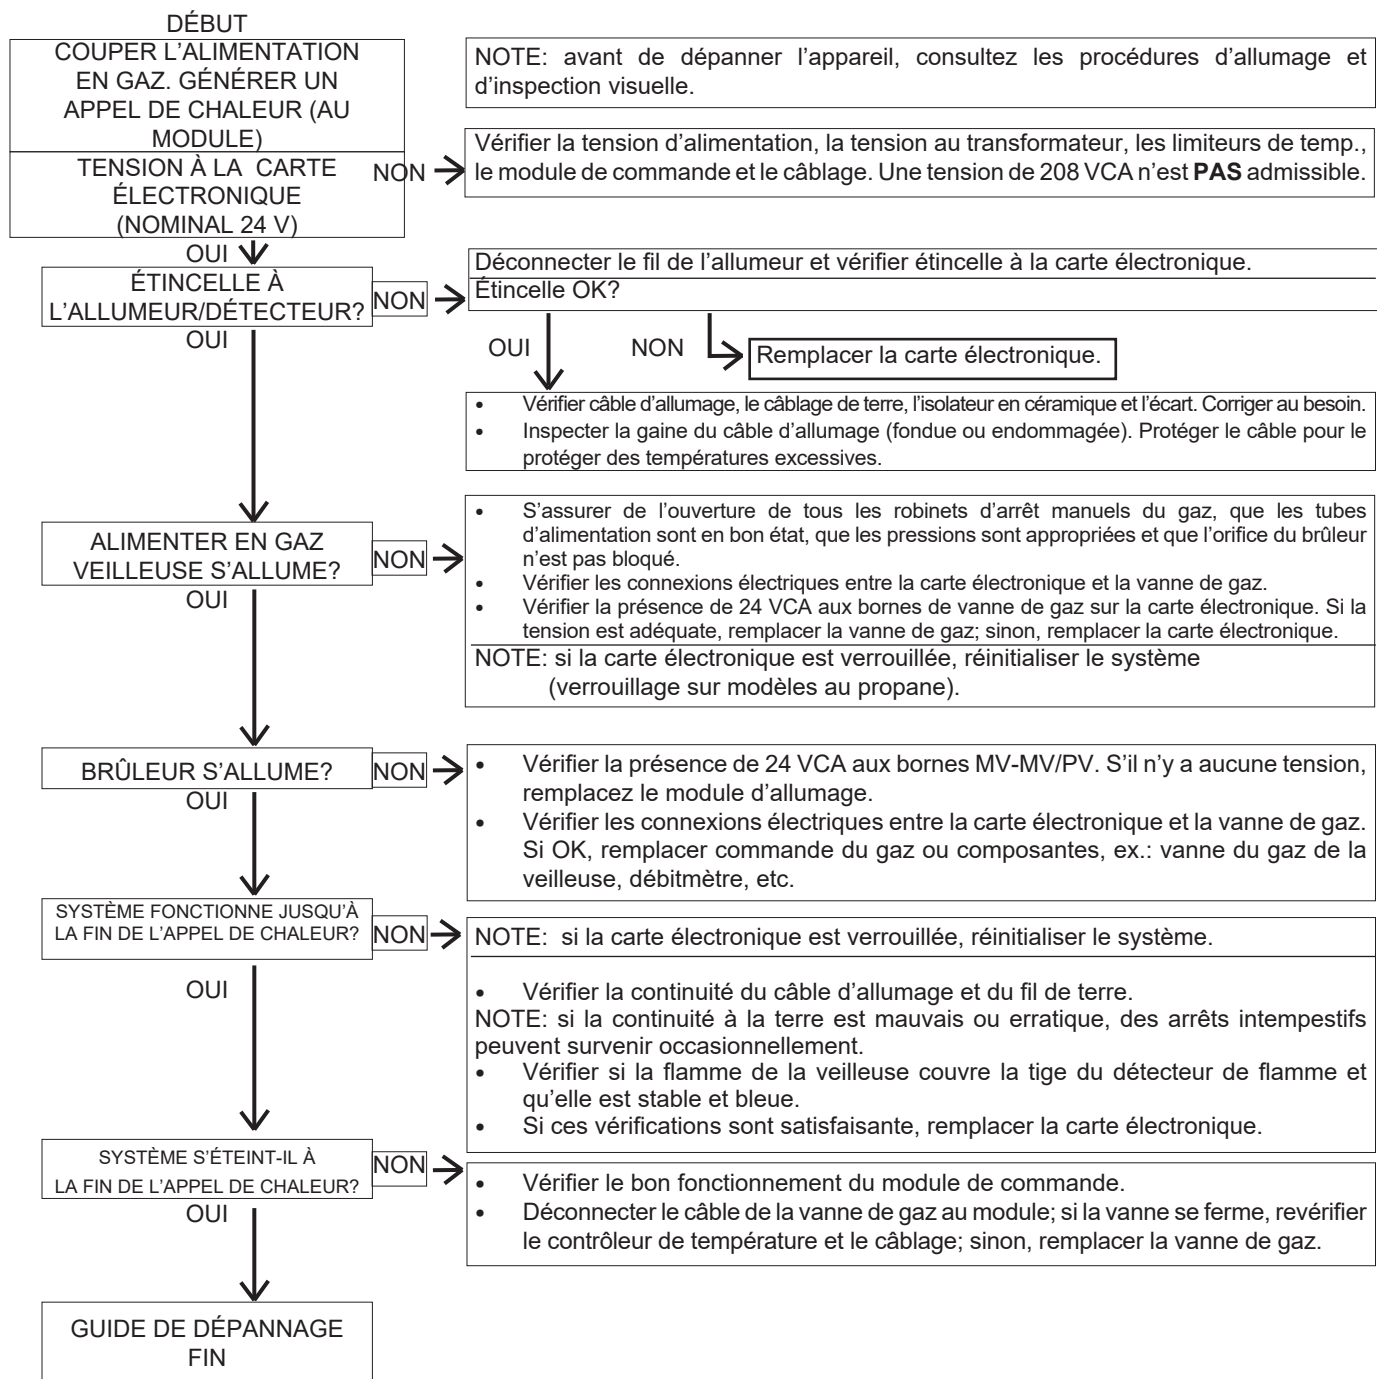 DÉBUT
COUPER L'ALIMENTATION
EN GAZ. GÉNÉRER UN
APPEL DE CHALEUR (AU
MODULE)
NOTE: avant de dépanner l'appareil, consultez les procédures d'allumage et
d'inspection visuelle.
TENSION À LA CARTE
ÉLECTRONIQUE
(NOMINAL 24 V)
NON
Vérifier la tension d'alimentation, la tension au transformateur, les limiteurs de temp.,
le module de commande et le câblage. Une tension de 208 VCA n'est PAS admissible.
OUI
ÉTINCELLE À
L'ALLUMEUR/DÉTECTEUR?
NON
Déconnecter le fil de l'allumeur et vérifier étincelle à la carte électronique.
Étincelle OK?
OUI
NON
Remplacer la carte électronique.
• Vérifier câble d'allumage, le câblage de terre, l'isolateur en céramique et l'écart. Corriger au besoin.
• Inspecter la gaine du câble d'allumage (fondue ou endommagée). Protéger le câble pour le
protéger des températures excessives.
OUI
ALIMENTER EN GAZ
VEILLEUSE S'ALLUME?
NON
• S'assurer de l'ouverture de tous les robinets d'arrêt manuels du gaz, que les tubes
d'alimentation sont en bon état, que les pressions sont appropriées et que l'orifice du brûleur
n'est pas bloqué.
• Vérifier les connexions électriques entre la carte électronique et la vanne de gaz.
• Vérifier la présence de 24 VCA aux bornes de vanne de gaz sur la carte électronique. Si la
tension est adéquate, remplacer la vanne de gaz; sinon, remplacer la carte électronique.
NOTE: si la carte électronique est verrouillée, réinitialiser le système
(verrouillage sur modèles au propane).
OUI
BRÛLEUR S'ALLUME?
NON
• Vérifier la présence de 24 VCA aux bornes MV-MV/PV. S'il n'y a aucune tension,
remplacez le module d'allumage.
• Vérifier les connexions électriques entre la carte électronique et la vanne de gaz.
Si OK, remplacer commande du gaz ou composantes, ex.: vanne du gaz de la
veilleuse, débitmètre, etc.
OUI
SYSTÈME FONCTIONNE JUSQU'À
LA FIN DE L'APPEL DE CHALEUR?
NON
NOTE: si la carte électronique est verrouillée, réinitialiser le système.
• Vérifier la continuité du câble d'allumage et du fil de terre.
NOTE: si la continuité à la terre est mauvais ou erratique, des arrêts intempestifs
peuvent survenir occasionnellement.
• Vérifier si la flamme de la veilleuse couvre la tige du détecteur de flamme et
qu'elle est stable et bleue.
• Si ces vérifications sont satisfaisante, remplacer la carte électronique.
OUI
SYSTÈME S'ÉTEINT-IL À
LA FIN DE L'APPEL DE CHALEUR?
NON
• Vérifier le bon fonctionnement du module de commande.
• Déconnecter le câble de la vanne de gaz au module; si la vanne se ferme, revérifier
le contrôleur de température et le câblage; sinon, remplacer la vanne de gaz.
OUI
GUIDE DE DÉPANNAGE
FIN